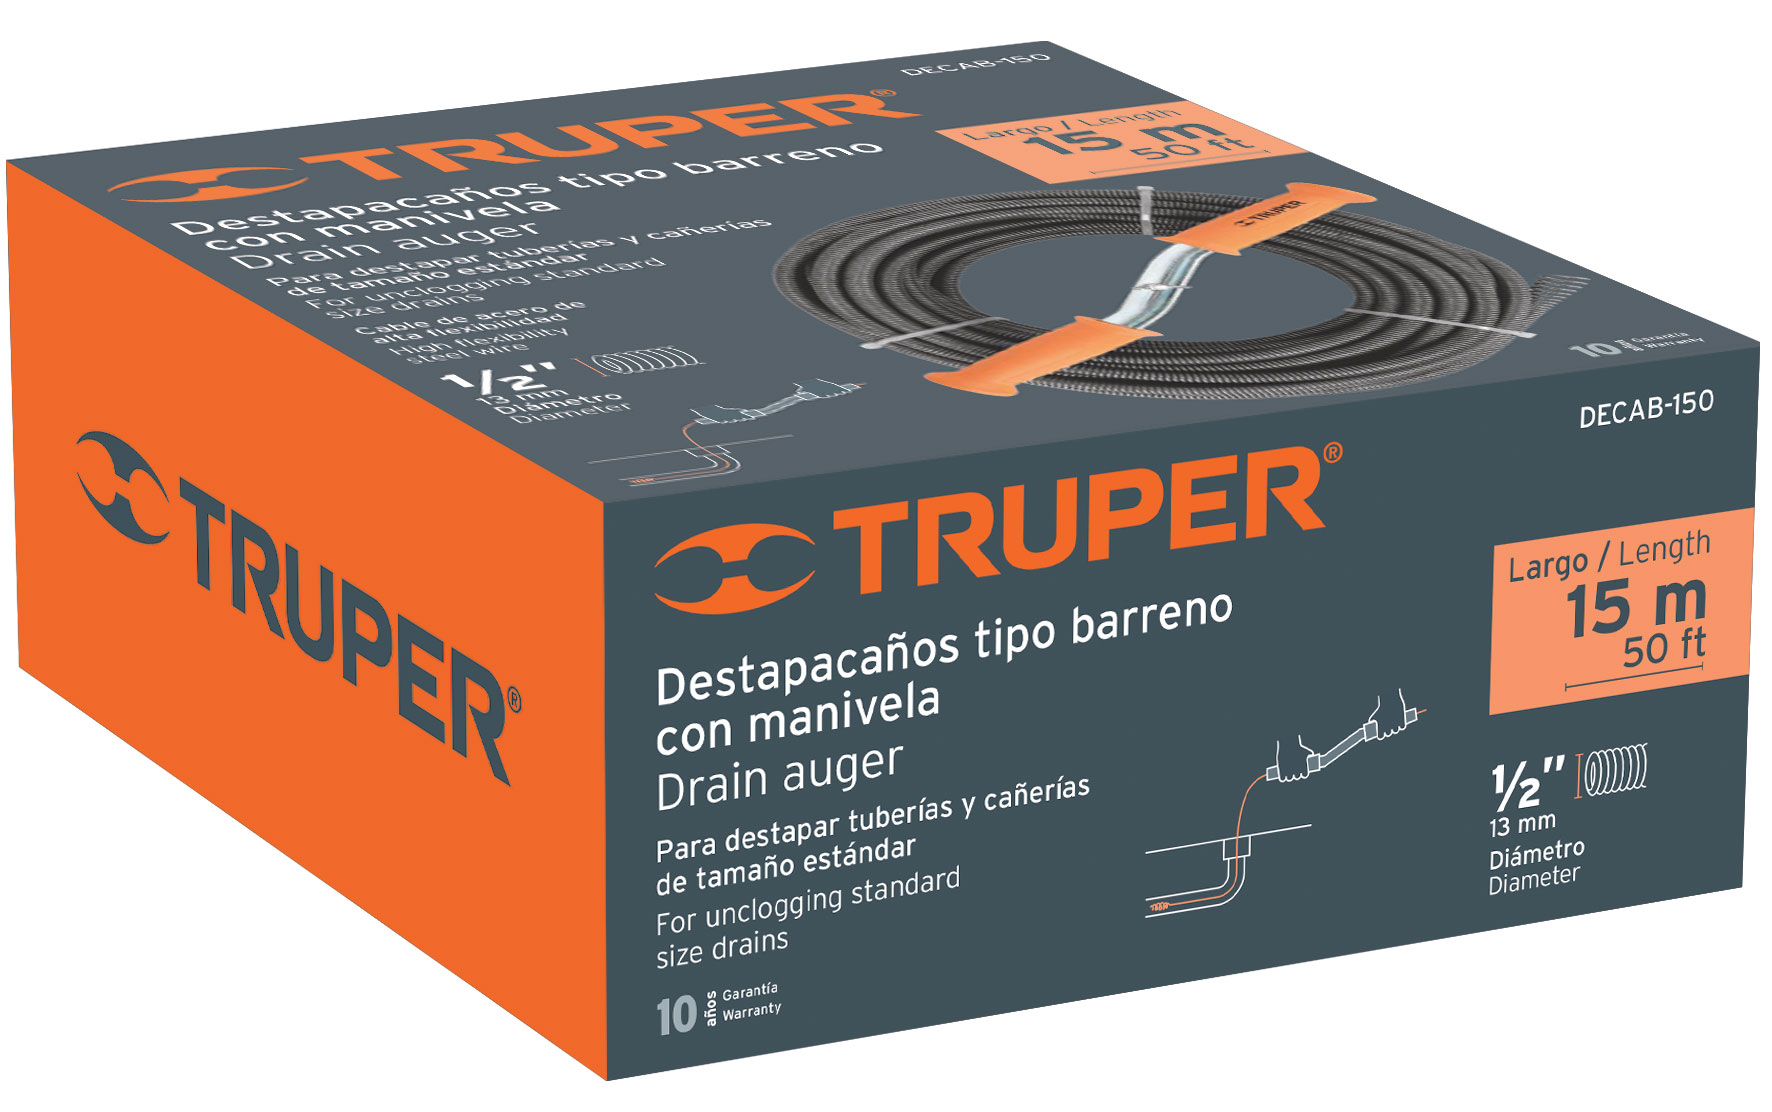 DECAB-150
TRUPER®
Largo / Length
15 m
50 ft
Destapacaños tipo barreno
con manivela
Drain auger
Para destapar tuberías y cañerías
de tamaño estándar
For unclogging standard
size drains
Cable de acero de
alta flexibilidad
High flexibility
steel wire
1/2"
13 mm
Diámetro
Diameter
TRUPER
10 años Garantía
Warranty
TRUPER®
DECAB-150
TRUPER®
Destapacaños tipo barreno
con manivela
Drain auger
Para destapar tuberías y cañerías
de tamaño estándar
For unclogging standard
size drains
10 años Garantía
Warranty
Largo / Length
15 m
50 ft
1/2"
13 mm
Diámetro
Diameter